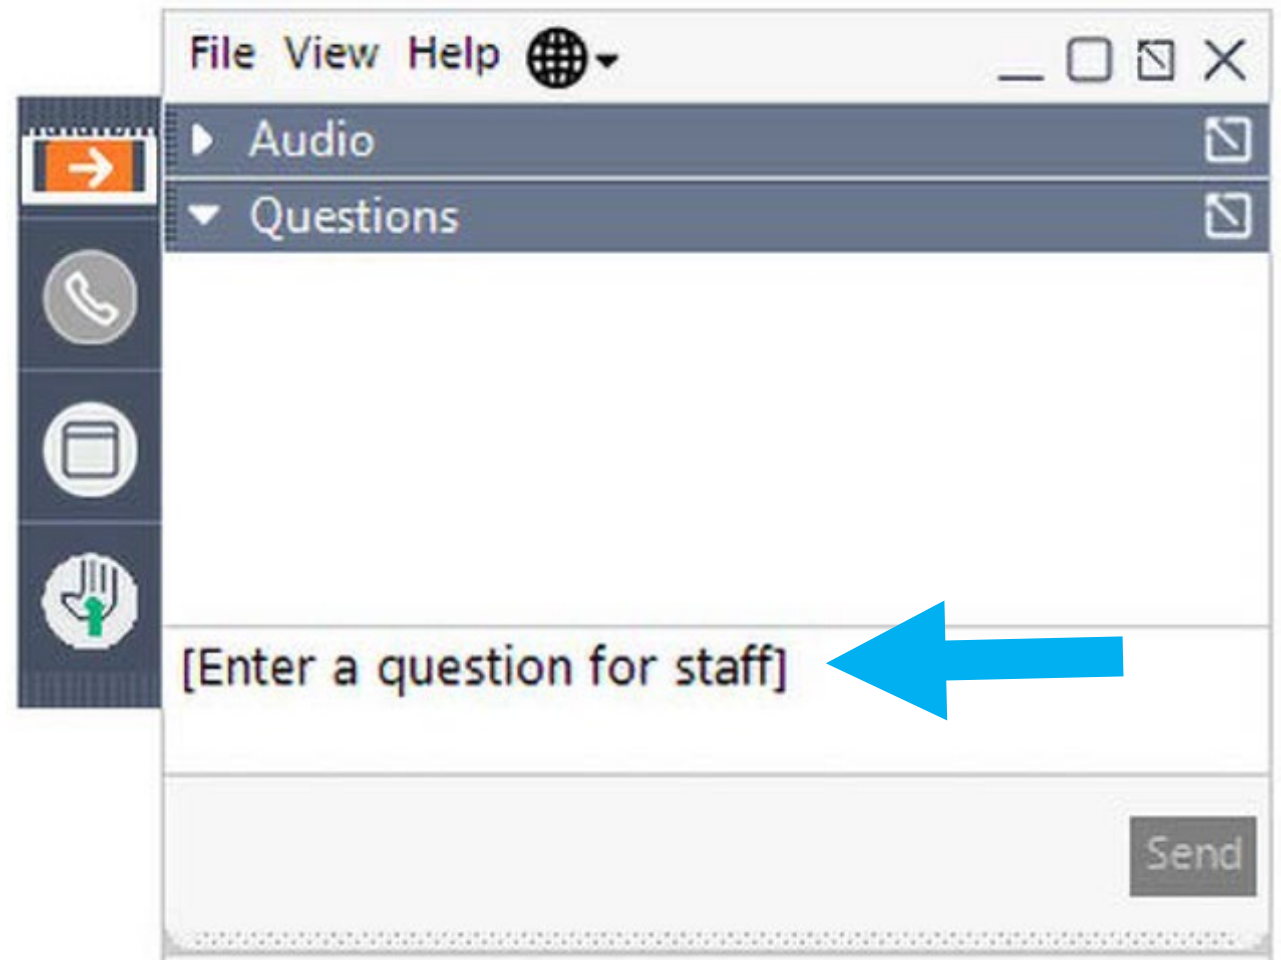 File View Help
Audio
Questions
[Enter a question for staff]
Send